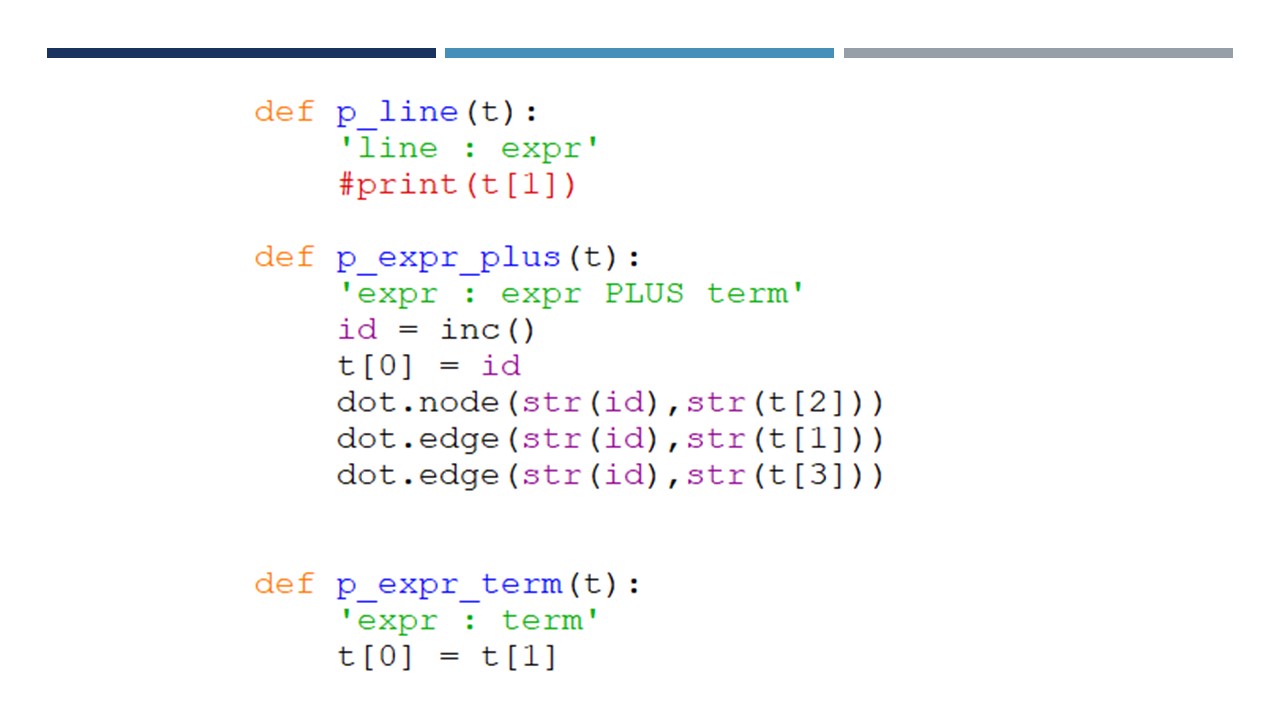 def p_line(t):
    'line : expr'
    #print(t[1])
def p_expr_plus(t):
    'expr : expr PLUS term'
    id = inc()
    t[0] = id
    dot.node(str(id),str(t[2]))
    dot.edge(str(id),str(t[1]))
    dot.edge(str(id),str(t[3]))
def p_expr_term(t):
    'expr : term'
    t[0] = t[1]